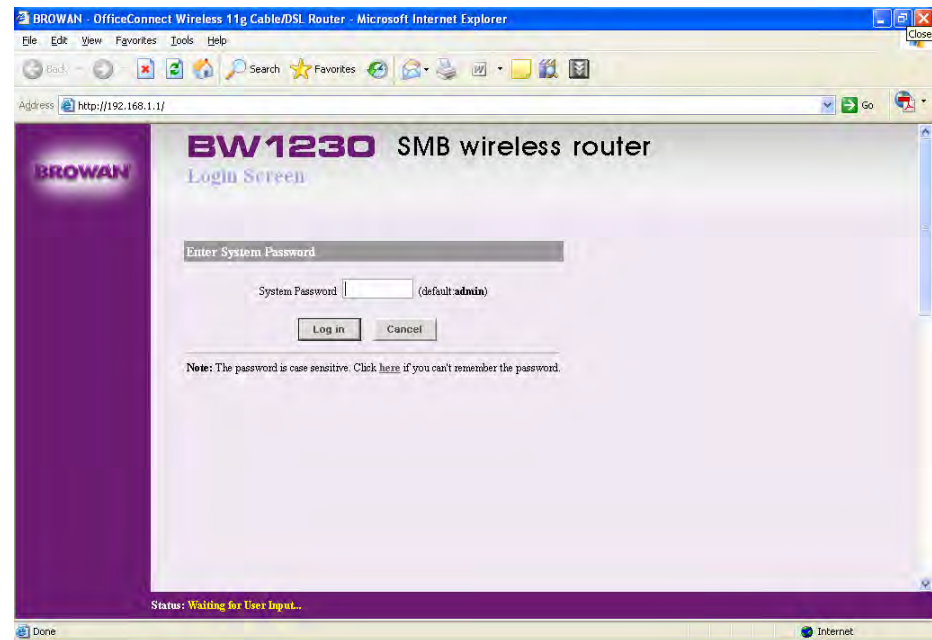 BROWAN - OfficeConnect Wireless 11g Cable/DSL Router - Microsoft Internet Explorer
Close
File Edit View Favorites Tools Help
Back Search Favorites
Address http://192.168.1.1/ Go
BROWAN
BW1230 SMB wireless router
Login Screen
Enter System Password
System Password (default:admin)
Log in Cancel
Note: The password is case sensitive. Click here if you can't remember the password.
Status: Waiting for User Input...
Done Internet